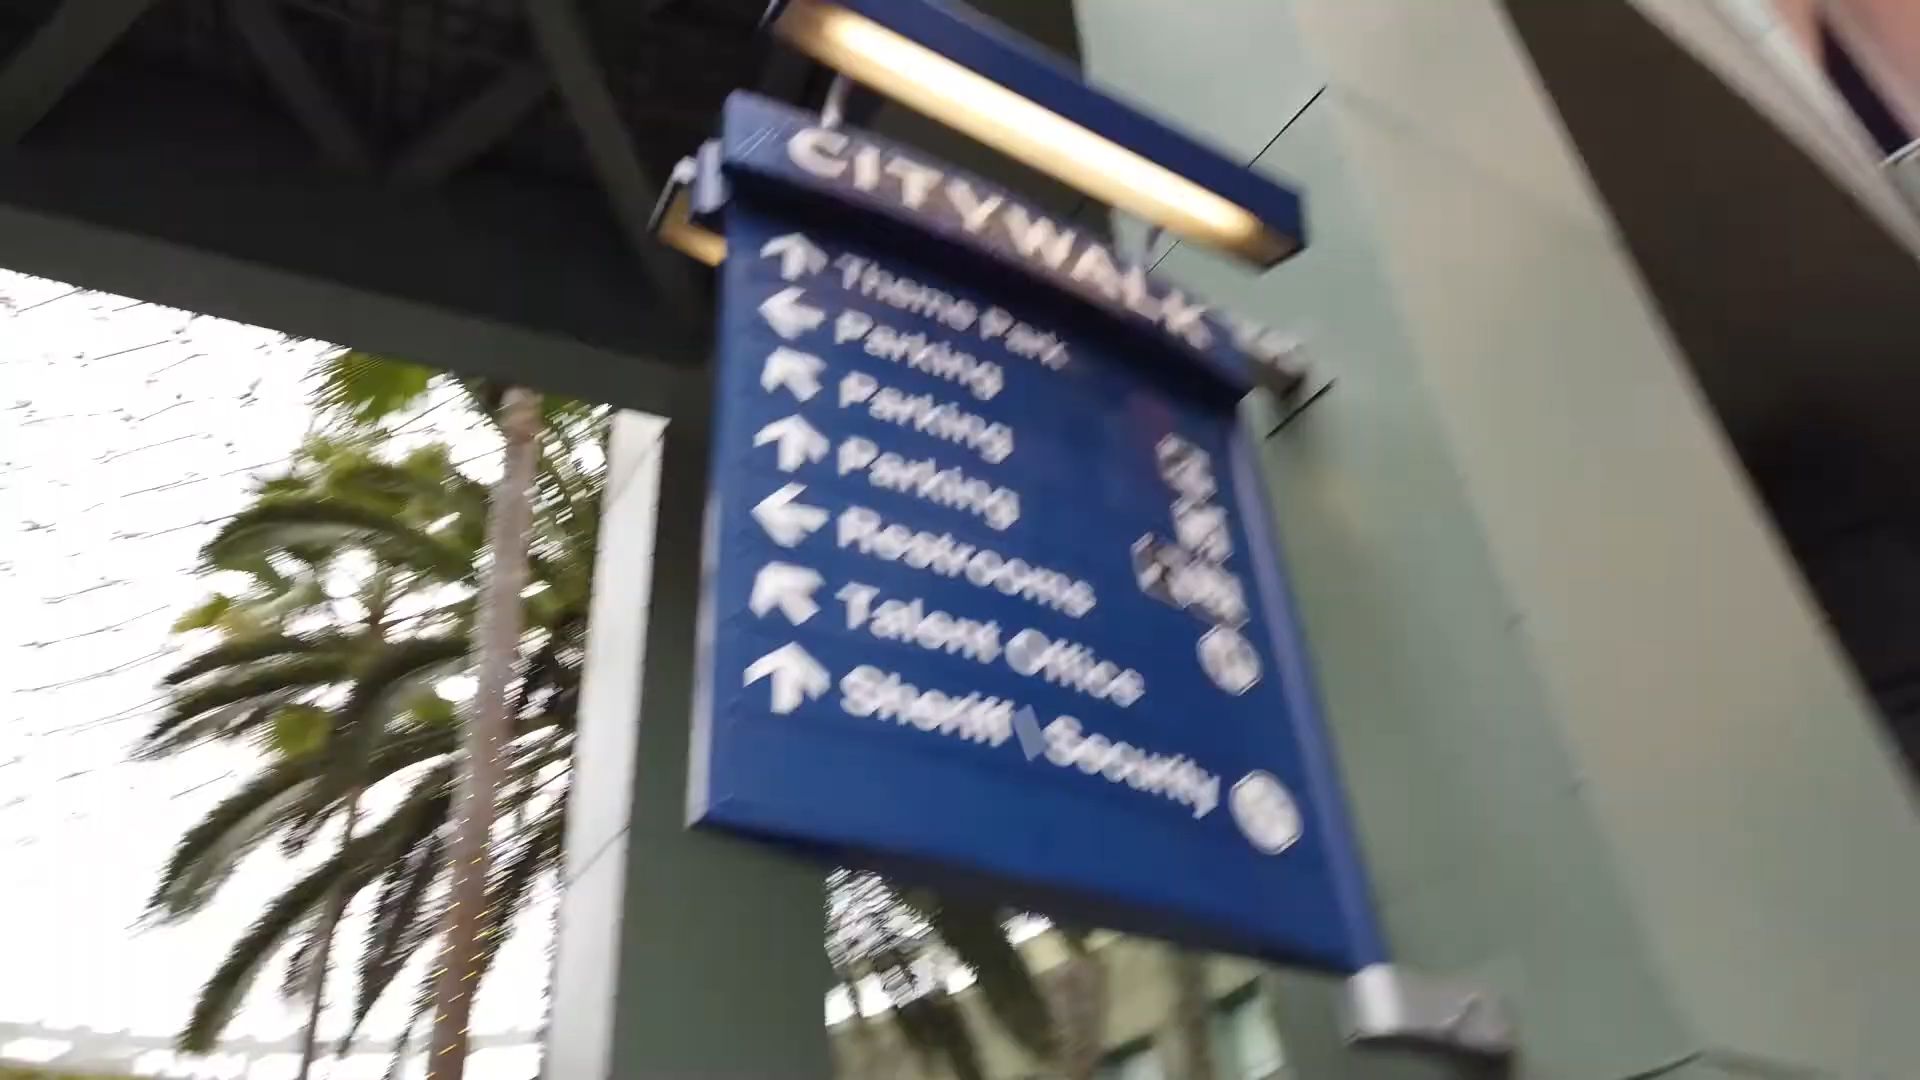 CITYWALK
Theme Park
Parking
Parking
Parking
Restrooms
Talent Office
Sheriff Security